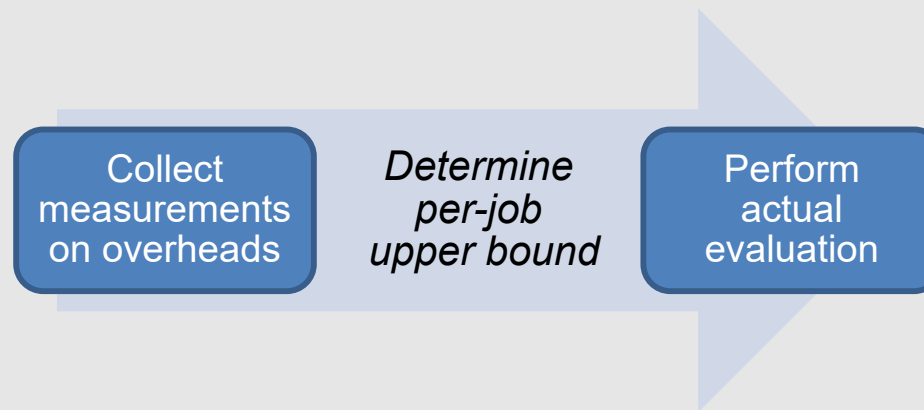 Collect
measurements
on overheads
Determine
per-job
upper bound
Perform
actual
evaluation